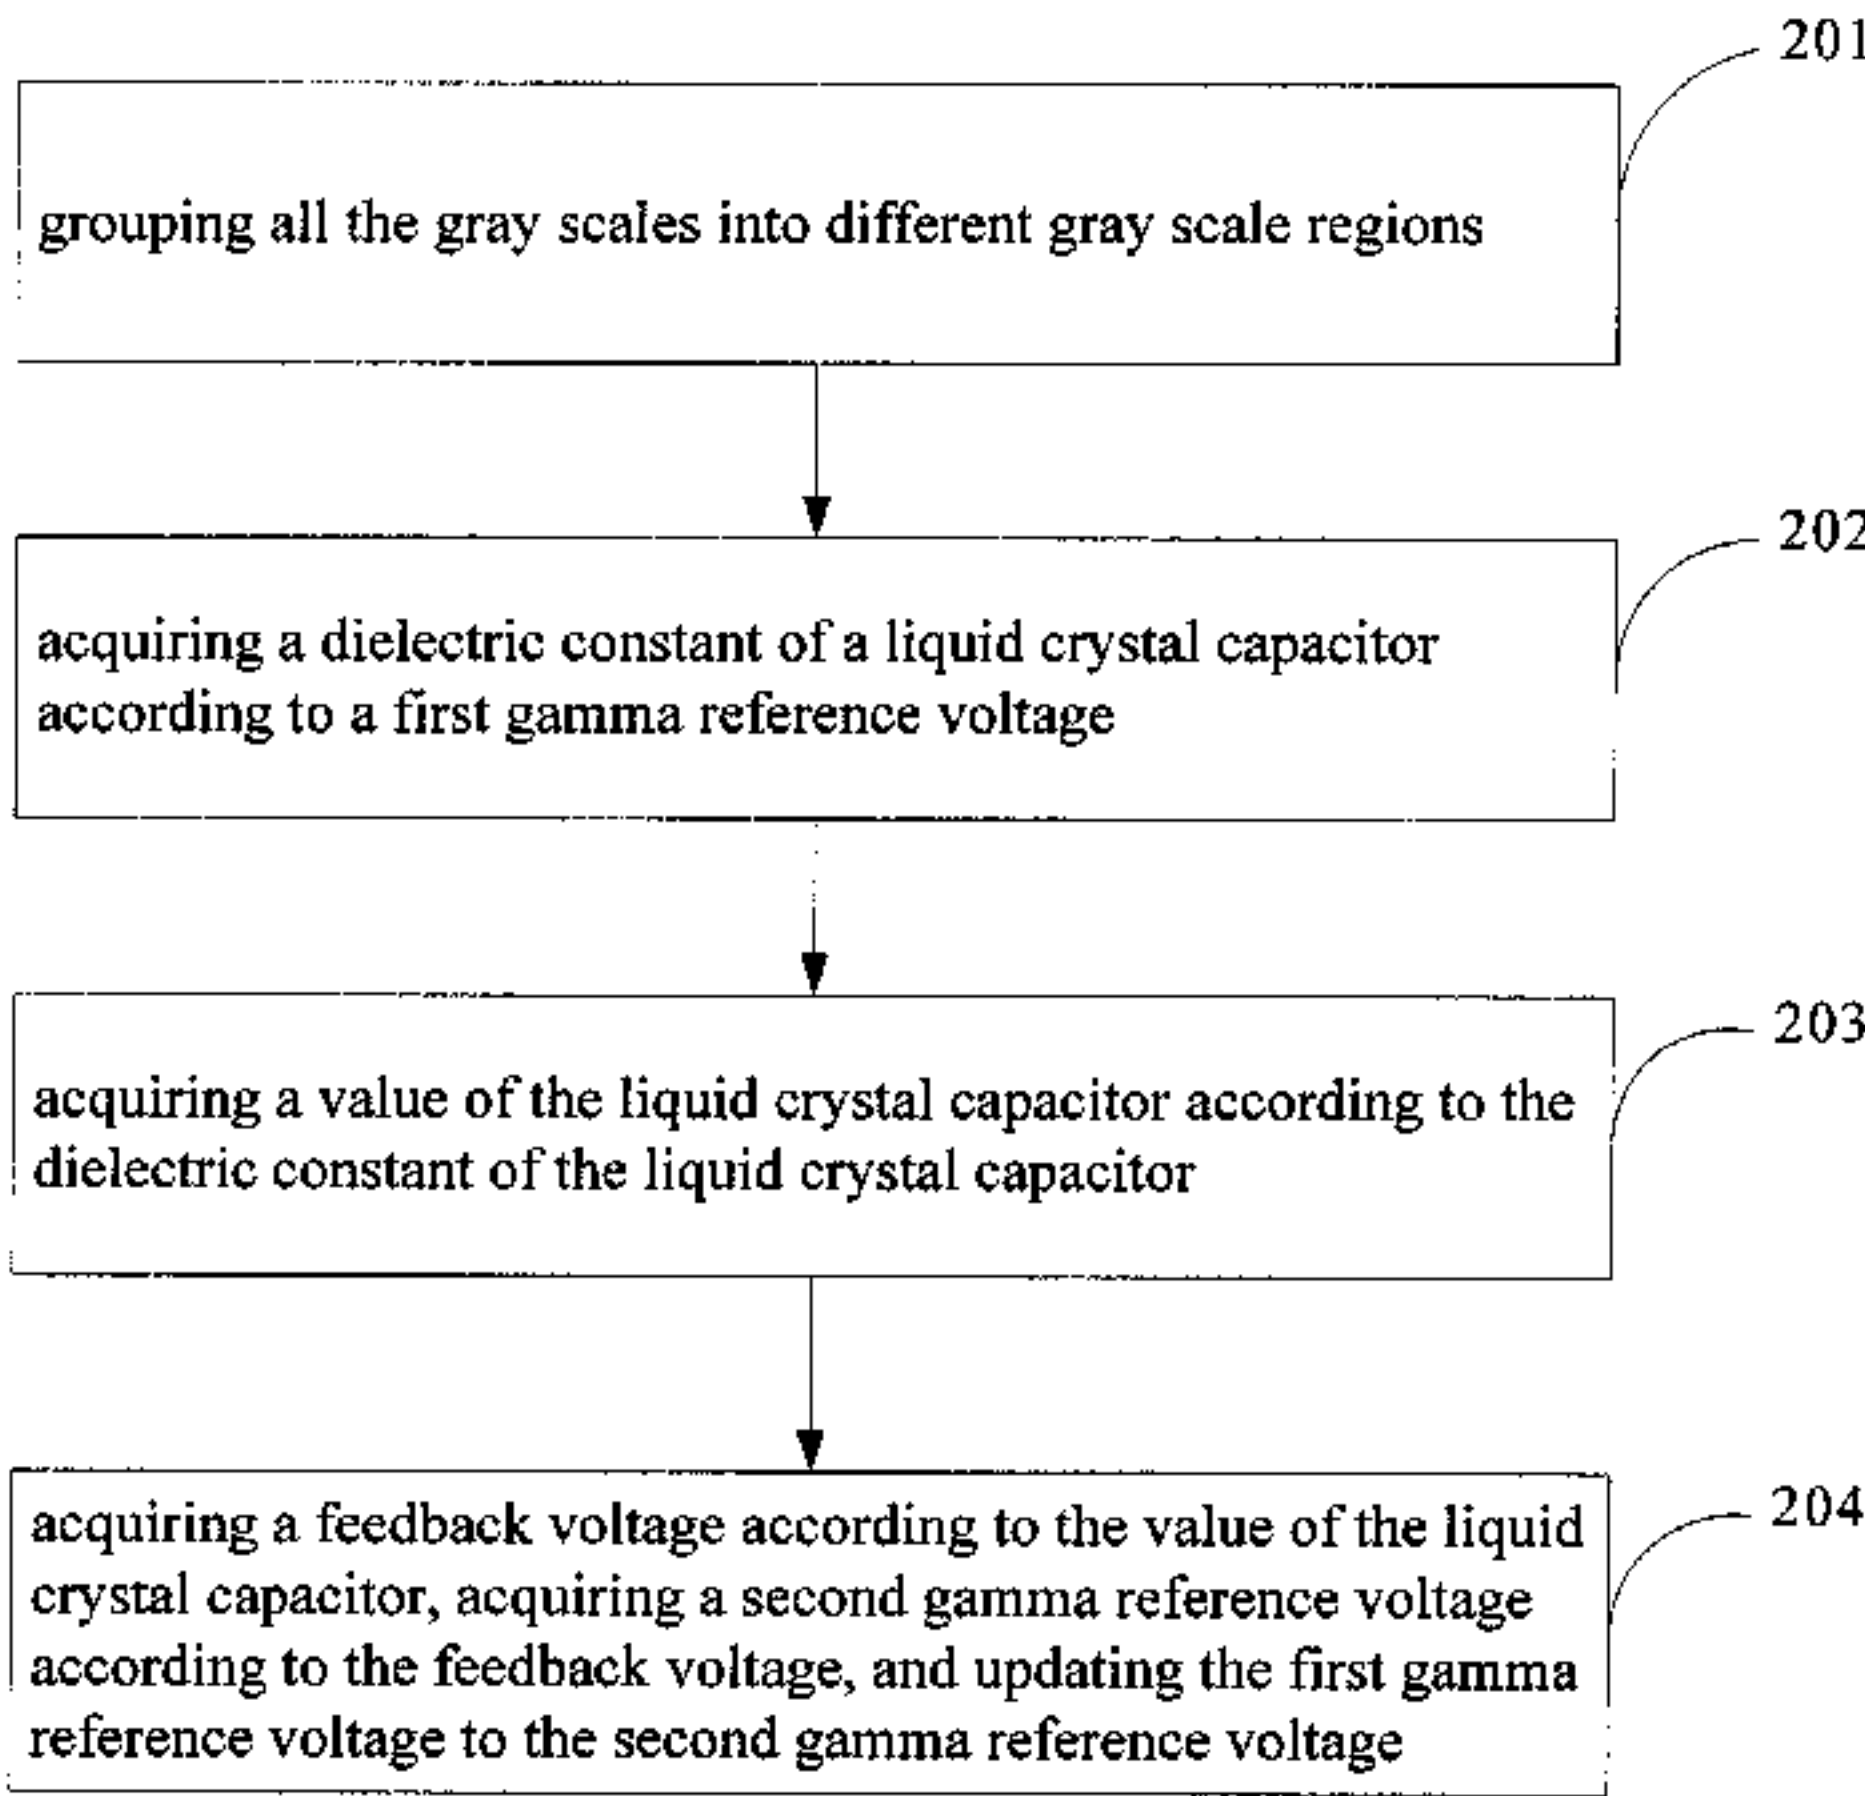 201
grouping all the gray scales into different gray scale regions
202
acquiring a dielectric constant of a liquid crystal capacitor
according to a first gamma reference voltage
203
acquiring a value of the liquid crystal capacitor according to the
dielectric constant of the liquid crystal capacitor
204
acquiring a feedback voltage according to the value of the liquid
crystal capacitor, acquiring a second gamma reference voltage
according to the feedback voltage, and updating the first gamma
reference voltage to the second gamma reference voltage